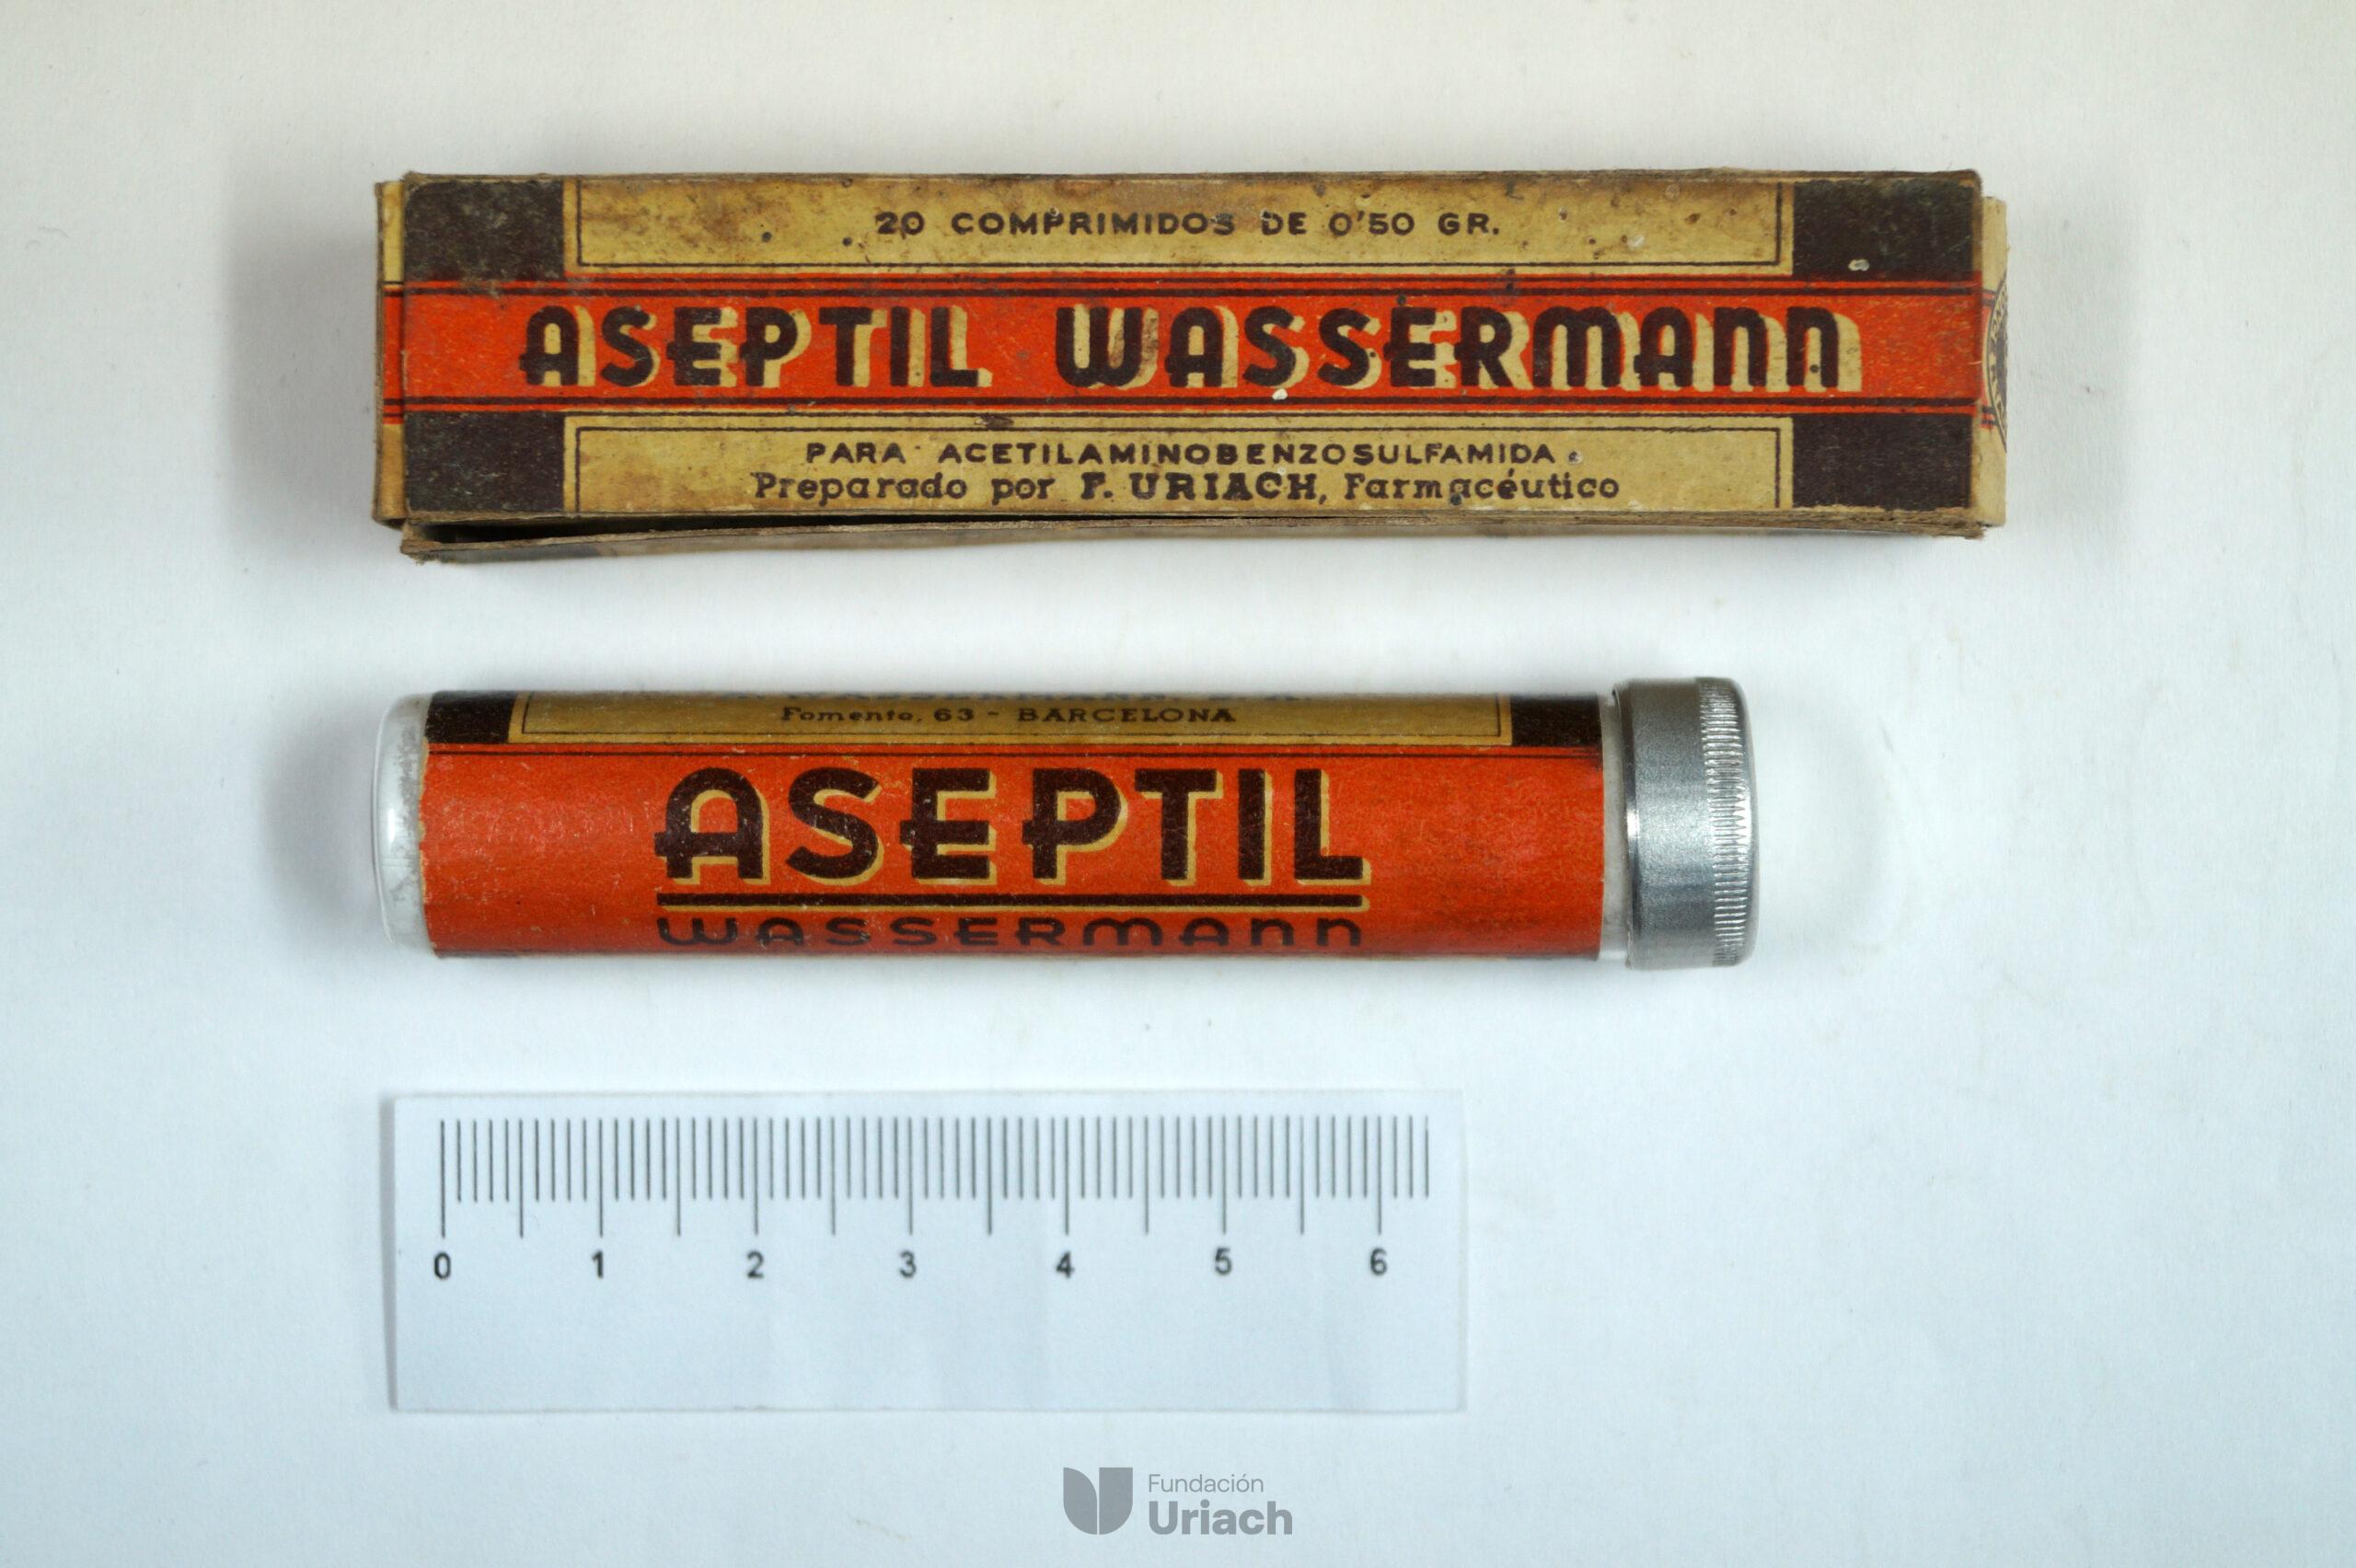 20 COMPRIMIDOS DE 0'50 GR.
ASEPTIL WASSERMANN
PARA ACETILAMINOBENZOSULFAMIDA
Preparado por F. URIACH, Farmacéutico
WASSERMANN, S. A.
Fomento, 63 - BARCELONA
ASEPTIL
WASSERMANN
0 1 2 3 4 5 6
Fundación
Uriach